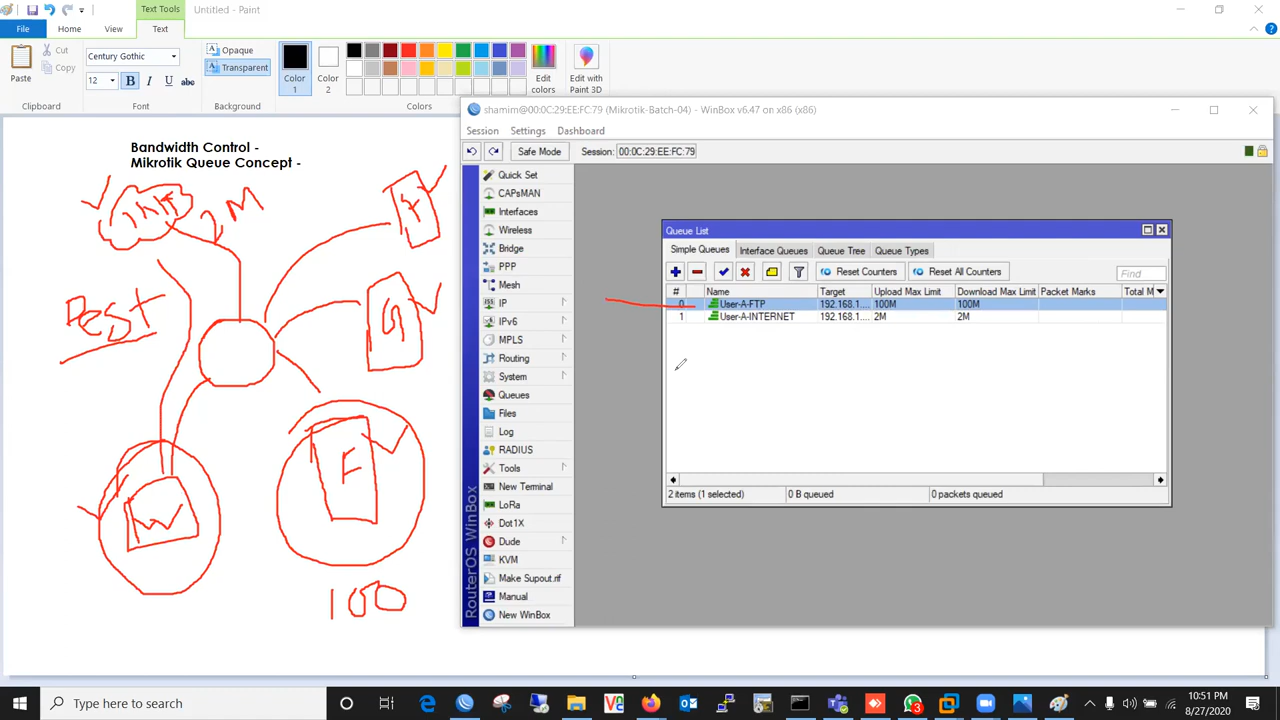 Text Tools
Untitled - Paint
File Home View Text
Paste
Cut
Copy
Clipboard
Century Gothic
12
B I U abc
Font
Opaque
Transparent
Background
Color 1
Color 2
Edit colors
Edit with Paint 3D
Colors
Bandwidth Control -
Mikrotik Queue Concept -
2M
G
W
F
100
shamim@00:0C:29:EE:FC:79 (Mikrotik-Batch-04) - WinBox v6.47 on x86 (x86)
Session Settings Dashboard
Safe Mode Session: 00:0C:29:EE:FC:79
Quick Set
CAPsMAN
Interfaces
Wireless
Bridge
PPP
Mesh
IP
IPv6
MPLS
Routing
System
Queues
Files
Log
RADIUS
Tools
New Terminal
LoRa
Dot1X
Dude
KVM
Make Supout.rif
Manual
New WinBox
RouterOS WinBox
Queue List
Simple Queues Interface Queues Queue Tree Queue Types
Reset Counters Reset All Counters Find
# Name Target Upload Max Limit Download Max Limit Packet Marks Total M
0 User-A-FTP 192.168.1.... 100M 100M
1 User-A-INTERNET 192.168.1.... 2M 2M
2 items (1 selected) 0 B queued 0 packets queued
Type here to search
3
10:51 PM
8/27/2020